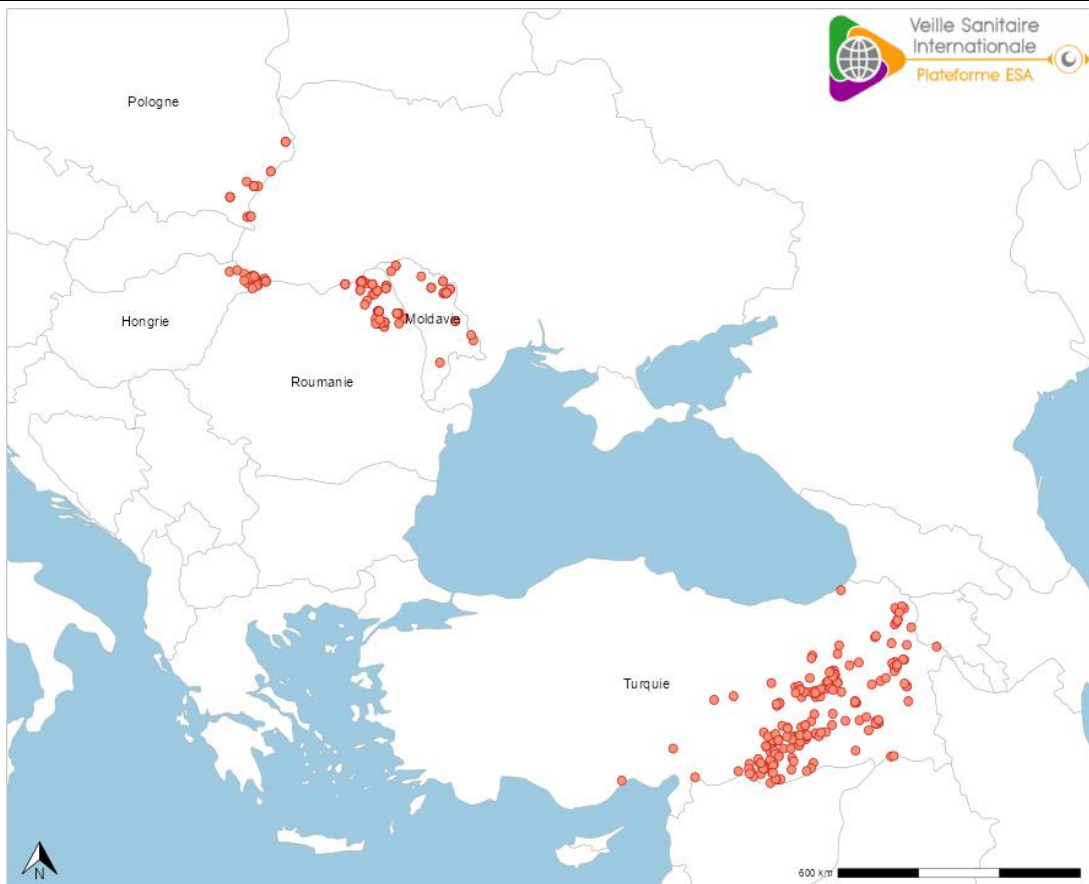 Veille Sanitaire
Internationale
Plateforme ESA
Pologne
Hongrie
Moldavie
Roumanie
Turquie
N
600 km